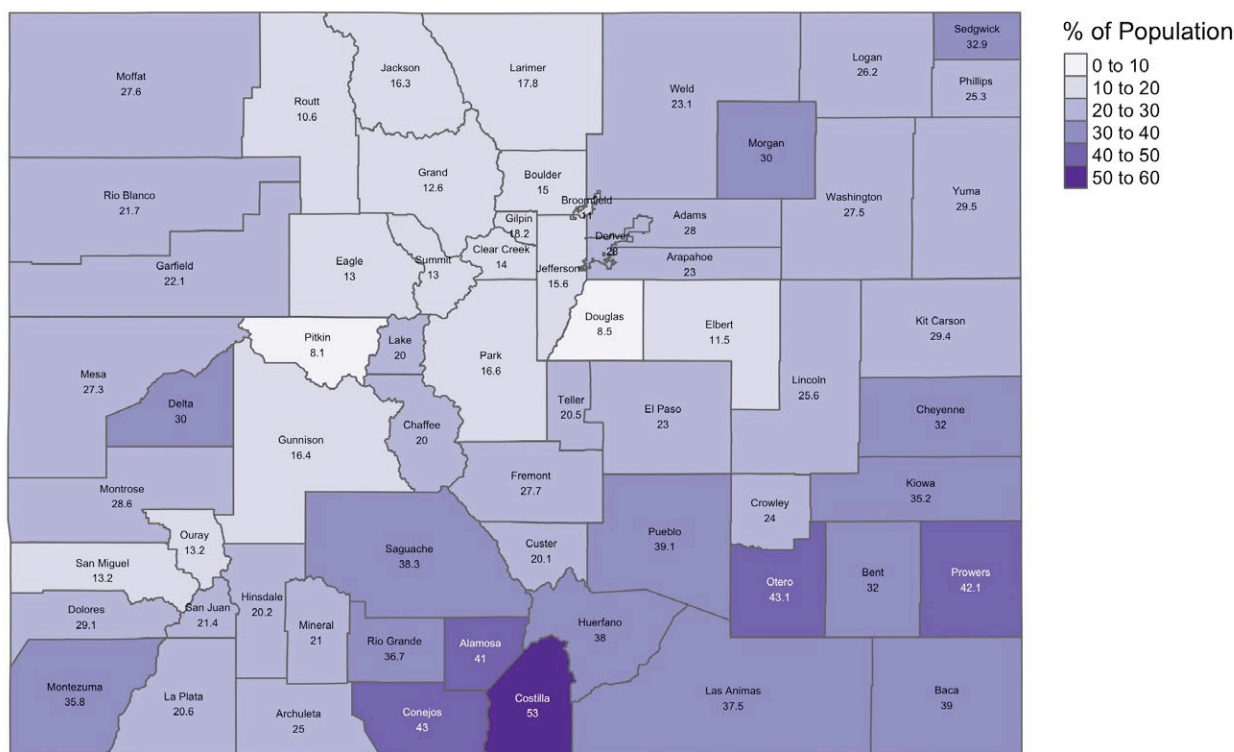 % of Population
0 to 10
10 to 20
20 to 30
30 to 40
40 to 50
50 to 60
Moffat
27.6
Routt
10.6
Jackson
16.3
Larimer
17.8
Weld
23.1
Logan
26.2
Sedgwick
32.9
Phillips
25.3
Morgan
30
Rio Blanco
21.7
Grand
12.6
Boulder
15
Broomfield
11
Washington
27.5
Yuma
29.5
Gilpin
18.2
Adams
28
Denver
28
Clear Creek
14
Arapahoe
23
Garfield
22.1
Eagle
13
Summit
13
Jefferson
15.6
Douglas
8.5
Elbert
11.5
Kit Carson
29.4
Pitkin
8.1
Lake
20
Park
16.6
Mesa
27.3
Delta
30
Lincoln
25.6
Teller
20.5
El Paso
23
Cheyenne
32
Chaffee
20
Gunnison
16.4
Fremont
27.7
Kiowa
35.2
Montrose
28.6
Crowley
24
Ouray
13.2
Pueblo
39.1
Saguache
38.3
Custer
20.1
San Miguel
13.2
Otero
43.1
Bent
32
Prowers
42.1
Hinsdale
20.2
Dolores
29.1
San Juan
21.4
Mineral
21
Rio Grande
36.7
Alamosa
41
Huerfano
38
Montezuma
35.8
La Plata
20.6
Archuleta
25
Conejos
43
Costilla
53
Las Animas
37.5
Baca
39